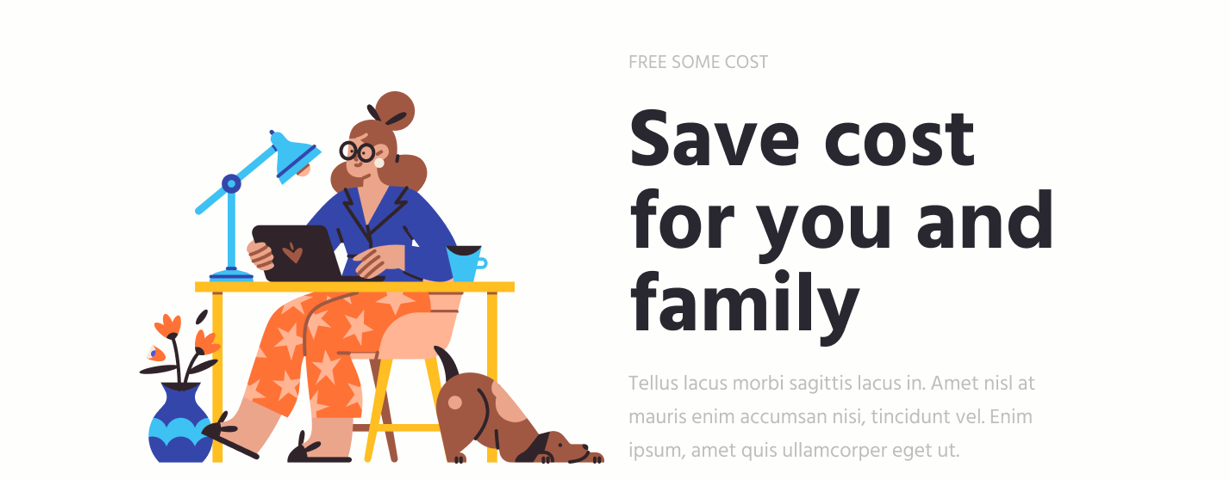 FREE SOME COST
Save cost
for you and
family
Tellus lacus morbi sagittis lacus in. Amet nisl at
mauris enim accumsan nisi, tincidunt vel. Enim
ipsum, amet quis ullamcorper eget ut.